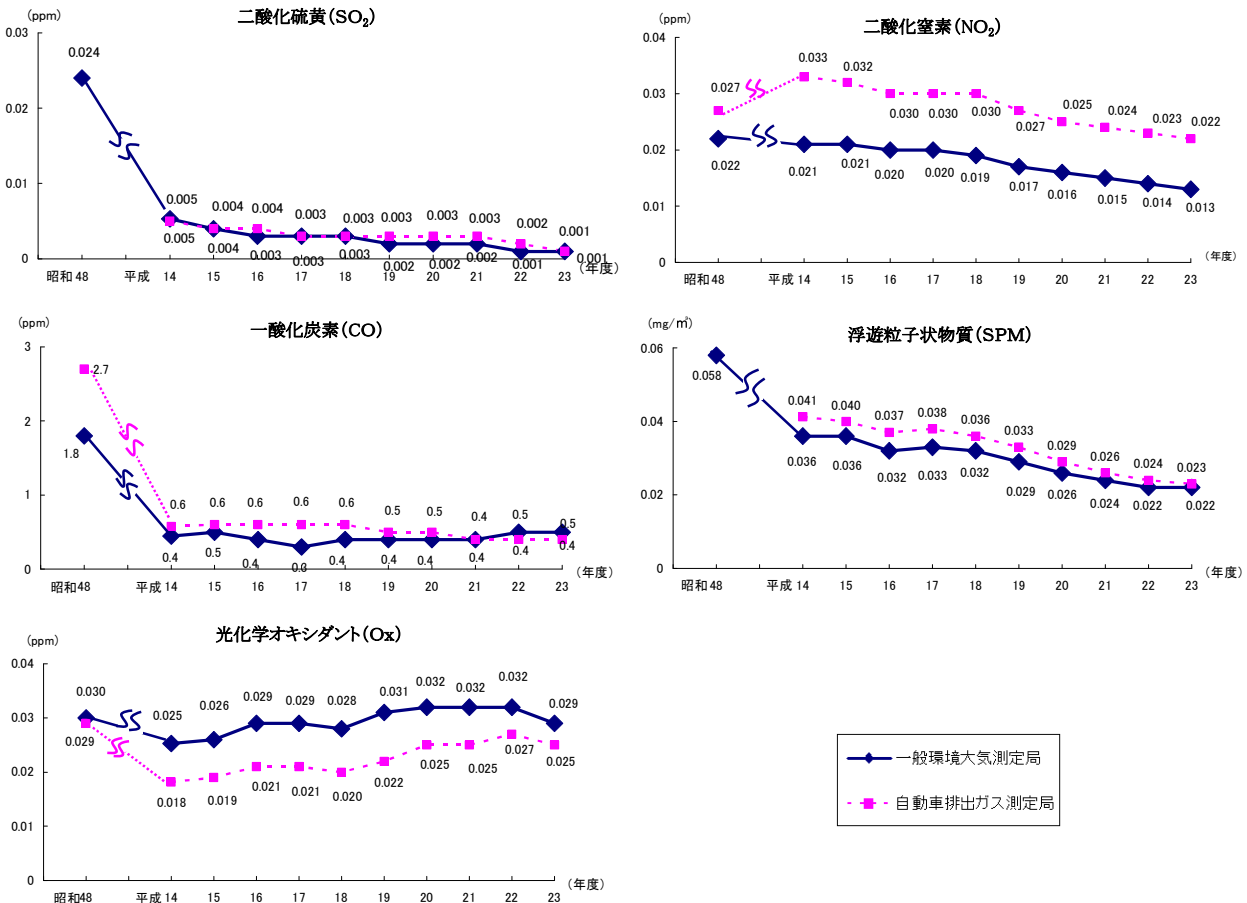 二酸化硫黄(SO₂)
(ppm)
0.03
0.02
0.01
0
0.024
0.005 0.004 0.004 0.003 0.003 0.003 0.003 0.003 0.002 0.001
0.005 0.004 0.003 0.003 0.003 0.002 0.002 0.002 0.001 0.001
昭和48 平成 14 15 16 17 18 19 20 21 22 23 (年度)
二酸化窒素(NO₂)
(ppm)
0.04
0.03
0.02
0.01
0
0.027 0.033 0.032 0.030 0.030 0.030 0.027 0.025 0.024 0.023 0.022
0.022 0.021 0.021 0.020 0.020 0.019 0.017 0.016 0.015 0.014 0.013
昭和48 平成 14 15 16 17 18 19 20 21 22 23 (年度)
一酸化炭素(CO)
(ppm)
3
2
1
0
2.7
1.8
0.6 0.6 0.6 0.6 0.6 0.5 0.5 0.4 0.5 0.5
0.4 0.5 0.4 0.3 0.4 0.4 0.4 0.4 0.4 0.4
昭和48 平成 14 15 16 17 18 19 20 21 22 23 (年度)
浮遊粒子状物質(SPM)
(mg/㎥)
0.06
0.04
0.02
0
0.058
0.041 0.040 0.037 0.038 0.036 0.033 0.029 0.026 0.024 0.023
0.036 0.036 0.032 0.033 0.032 0.029 0.026 0.024 0.022 0.022
昭和48 平成 14 15 16 17 18 19 20 21 22 23 (年度)
光化学オキシダント(Ox)
(ppm)
0.04
0.03
0.02
0.01
0
0.030 0.025 0.026 0.029 0.029 0.028 0.031 0.032 0.032 0.032 0.029
0.029 0.018 0.019 0.021 0.021 0.020 0.022 0.025 0.025 0.027 0.025
昭和48 平成 14 15 16 17 18 19 20 21 22 23 (年度)
一般環境大気測定局
自動車排出ガス測定局